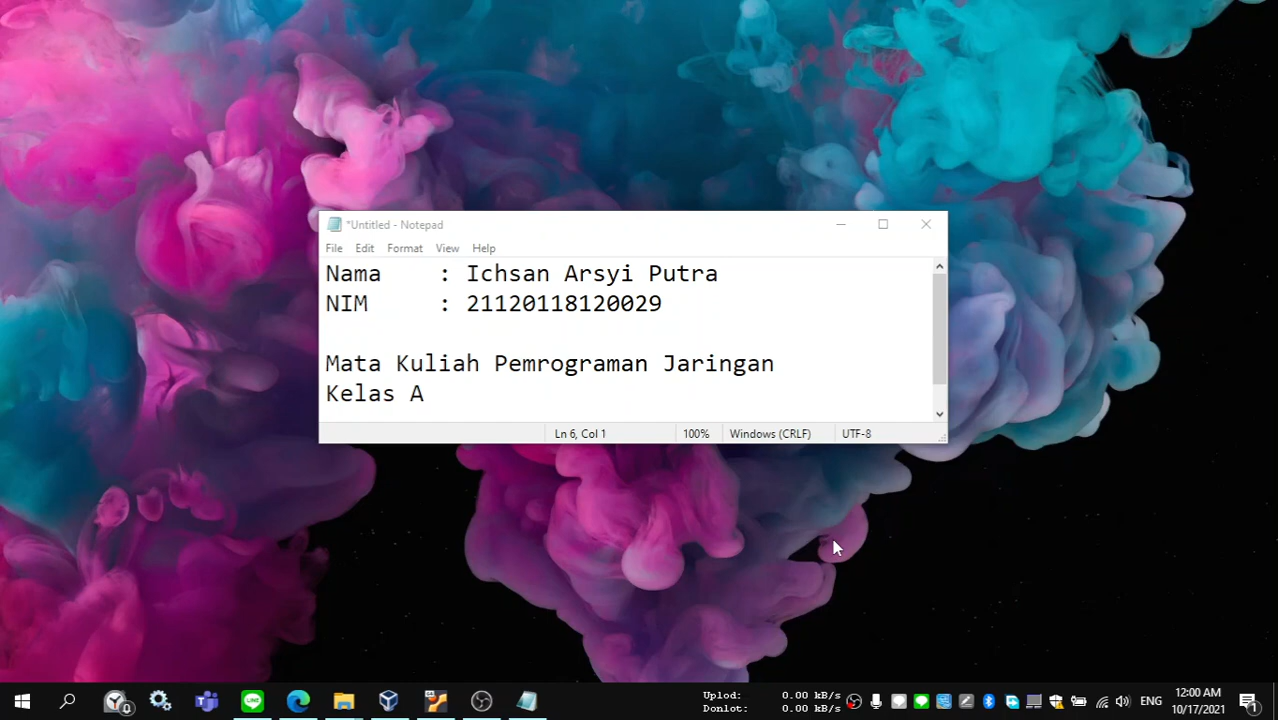 *Untitled - Notepad
File Edit Format View Help
Nama : Ichsan Arsyi Putra
NIM : 21120118120029
Mata Kuliah Pemrograman Jaringan
Kelas A
Ln 6, Col 1 100% Windows (CRLF) UTF-8
Uplod: 0.00 kB/s
Donlot: 0.00 kB/s
ENG
12:00 AM
10/17/2021